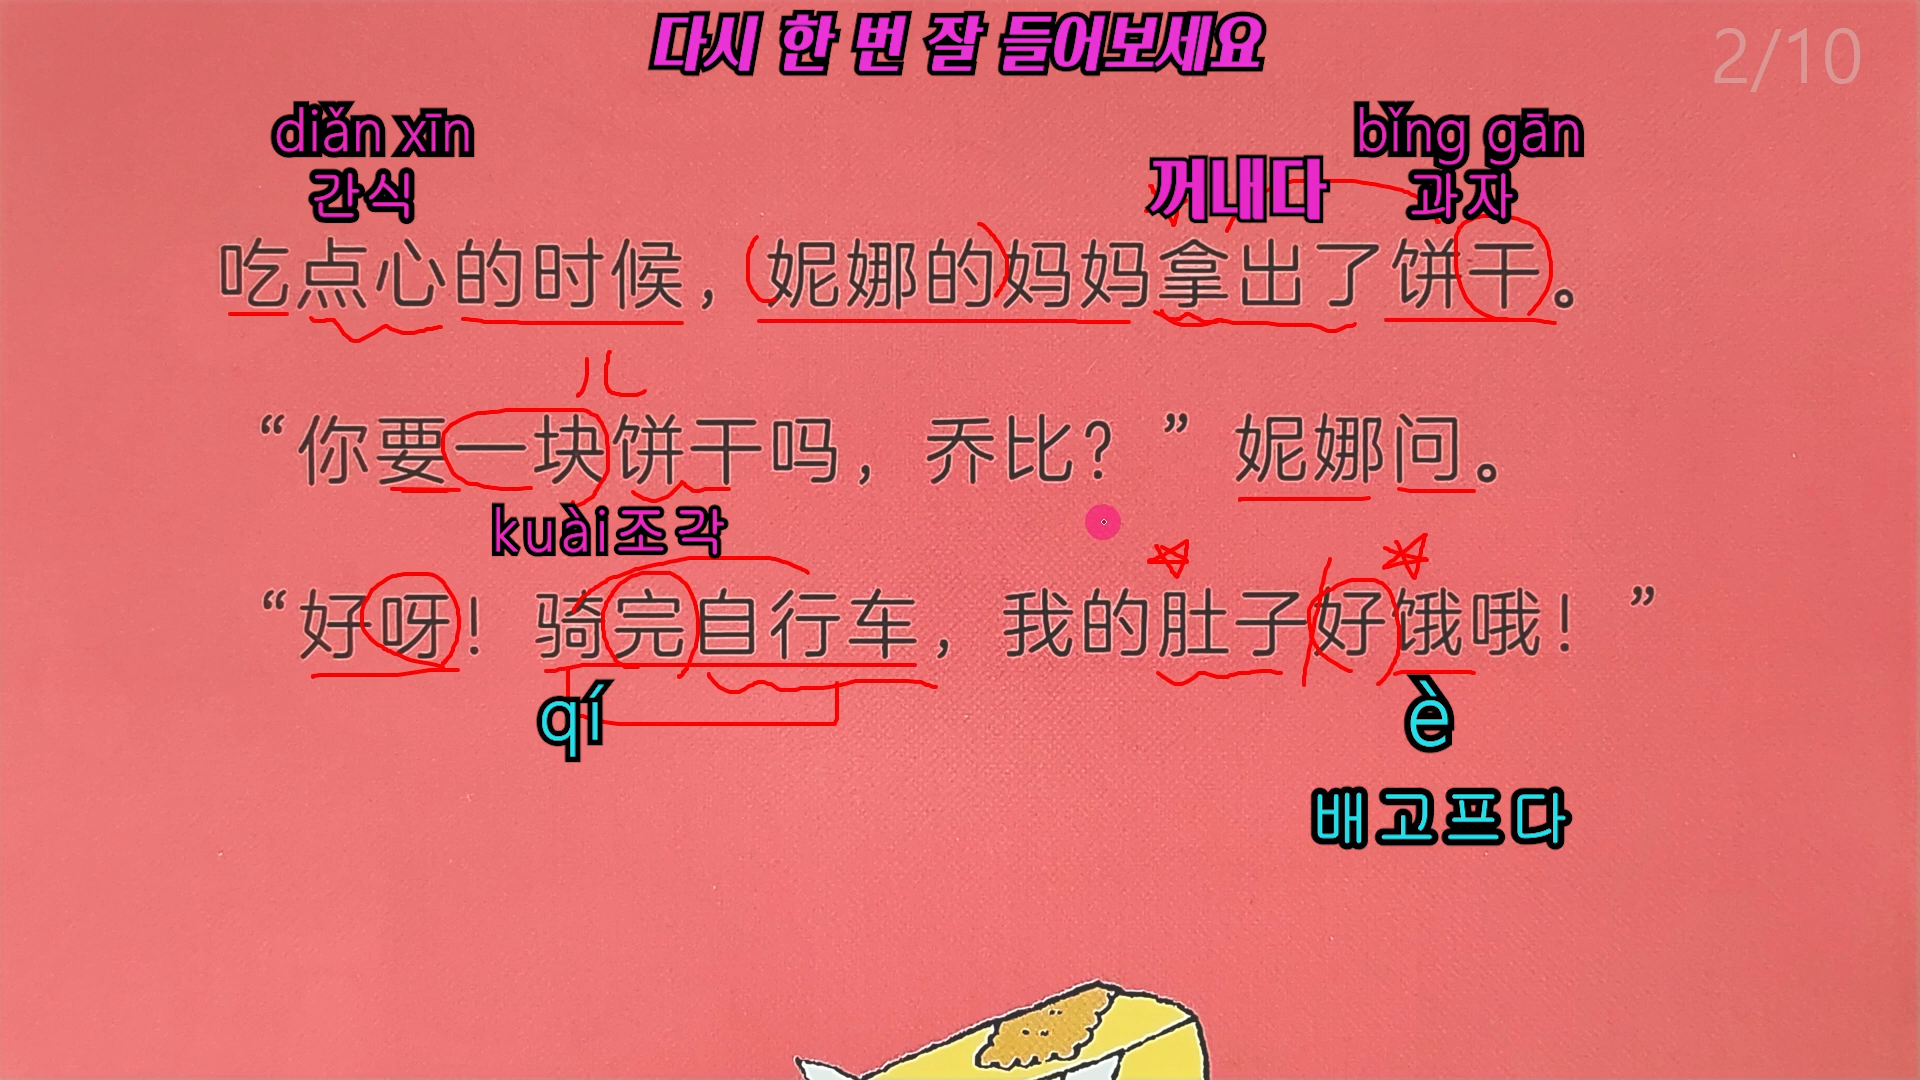 다시 한 번 잘 들어보세요
2/10
diǎn xīn
bǐng gān
간식
꺼내다
과자
吃点心的时候，妮娜的妈妈拿出了饼干。
儿
“你要一块饼干吗，乔比？”妮娜问。
kuài조각
“好呀！骑完自行车，我的肚子好饿哦！”
qí
è
배고프다